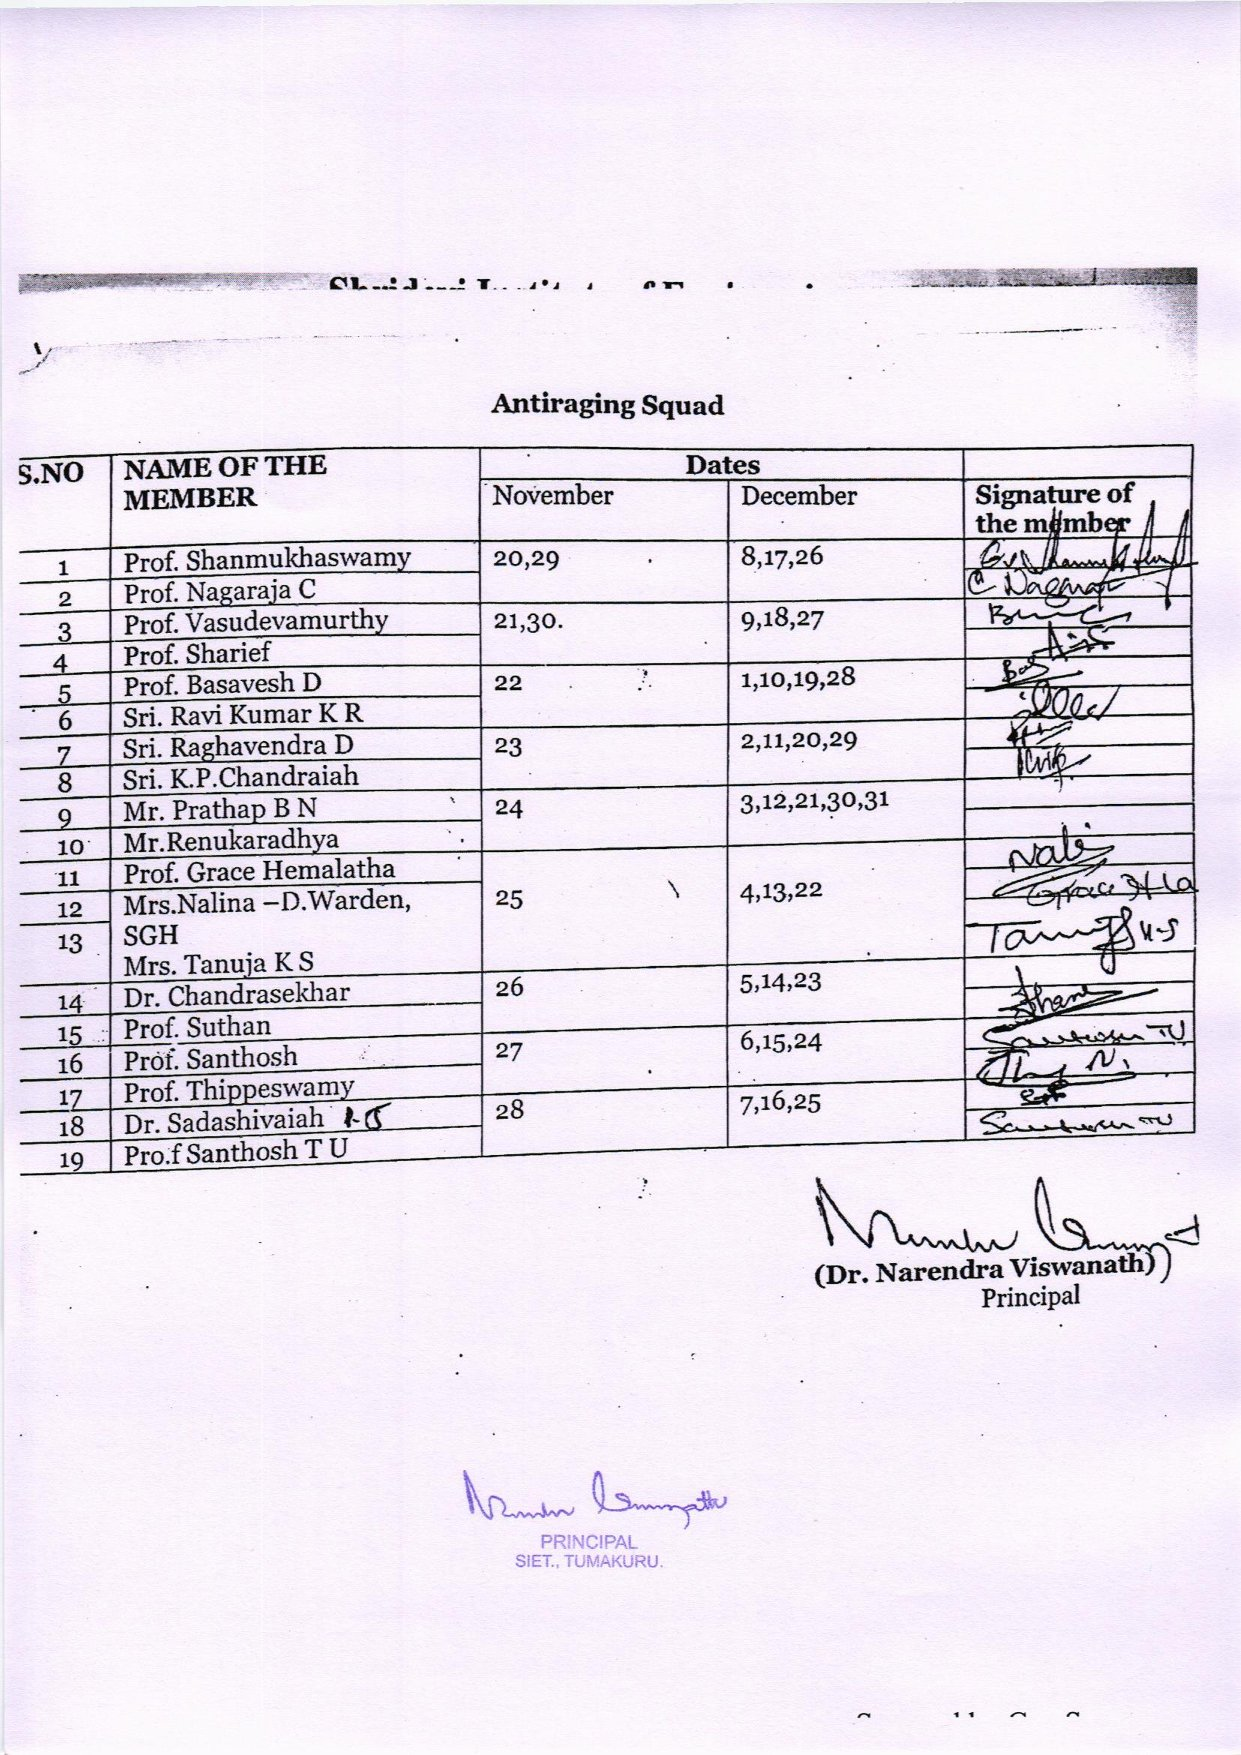 Antiraging Squad
S.NO NAME OF THE MEMBER Dates
November December Signature of the member
1 Prof. Shanmukhaswamy 20,29 8,17,26
2 Prof. Nagaraja C
3 Prof. Vasudevamurthy 21,30. 9,18,27
4 Prof. Sharief
5 Prof. Basavesh D 22 1,10,19,28
6 Sri. Ravi Kumar K R
7 Sri. Raghavendra D 23 2,11,20,29
8 Sri. K.P.Chandraiah
9 Mr. Prathap B N 24 3,12,21,30,31
10 Mr.Renukaradhya
11 Prof. Grace Hemalatha
12 Mrs.Nalina –D.Warden, 25 4,13,22
13 SGH
Mrs. Tanuja K S
14 Dr. Chandrasekhar 26 5,14,23
15 Prof. Suthan
16 Prof. Santhosh 27 6,15,24
17 Prof. Thippeswamy
18 Dr. Sadashivaiah 28 7,16,25
19 Pro.f Santhosh T U
(Dr. Narendra Viswanath)
Principal
PRINCIPAL
SIET., TUMAKURU.